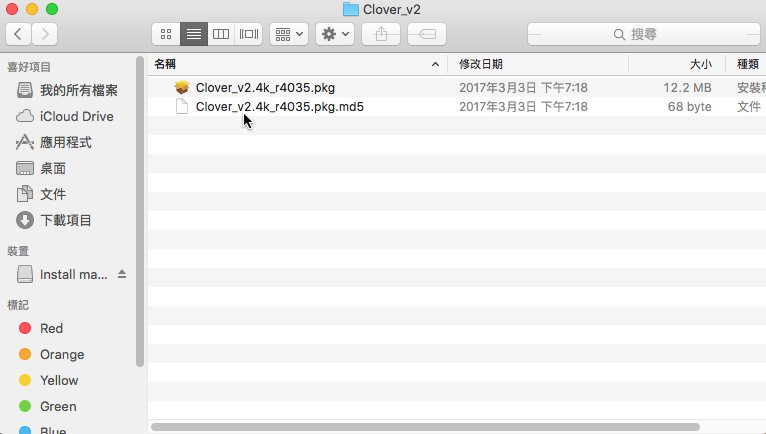 Clover_v2
搜尋
喜好項目
我的所有檔案
iCloud Drive
應用程式
桌面
文件
下載項目
裝置
Install ma...
標記
Red
Orange
Yellow
Green
Blue
名稱 修改日期 大小 種類
Clover_v2.4k_r4035.pkg 2017年3月3日 下午7:18 12.2 MB 安裝程
Clover_v2.4k_r4035.pkg.md5 2017年3月3日 下午7:18 68 byte 文件